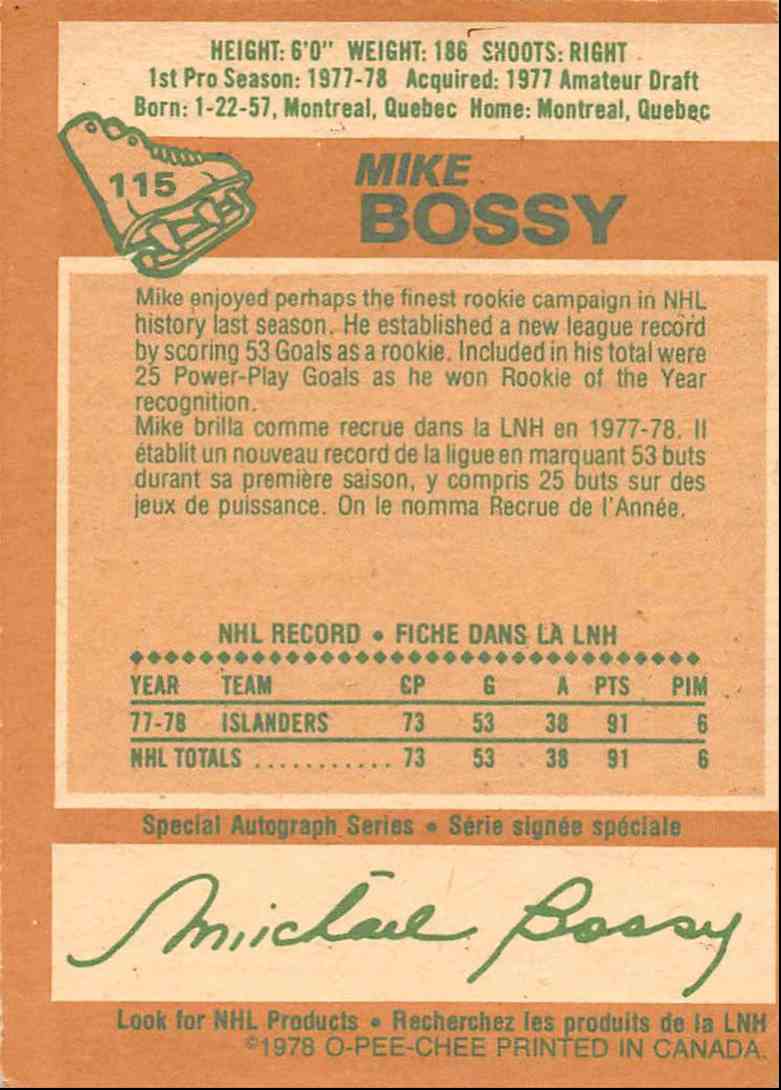 HEIGHT: 6'0" WEIGHT: 186 SHOOTS: RIGHT
1st Pro Season: 1977-78 Acquired: 1977 Amateur Draft
Born: 1-22-57, Montreal, Quebec Home: Montreal, Quebec
115
MIKE
BOSSY
Mike enjoyed perhaps the finest rookie campaign in NHL
history last season. He established a new league record
by scoring 53 Goals as a rookie. Included in his total were
25 Power-Play Goals as he won Rookie of the Year
recognition.
Mike brilla comme recrue dans la LNH en 1977-78. Il
établit un nouveau record de la ligue en marquant 53 buts
durant sa première saison, y compris 25 buts sur des
jeux de puissance. On le nomma Recrue de l'Année.
NHL RECORD • FICHE DANS LA LNH
YEAR TEAM GP G A PTS PIM
77-78 ISLANDERS 73 53 38 91 6
NHL TOTALS ........... 73 53 38 91 6
Special Autograph Series • Série signée spéciale
Michael Bossy
Look for NHL Products • Recherchez les produits de la LNH
©1978 O-PEE-CHEE PRINTED IN CANADA.